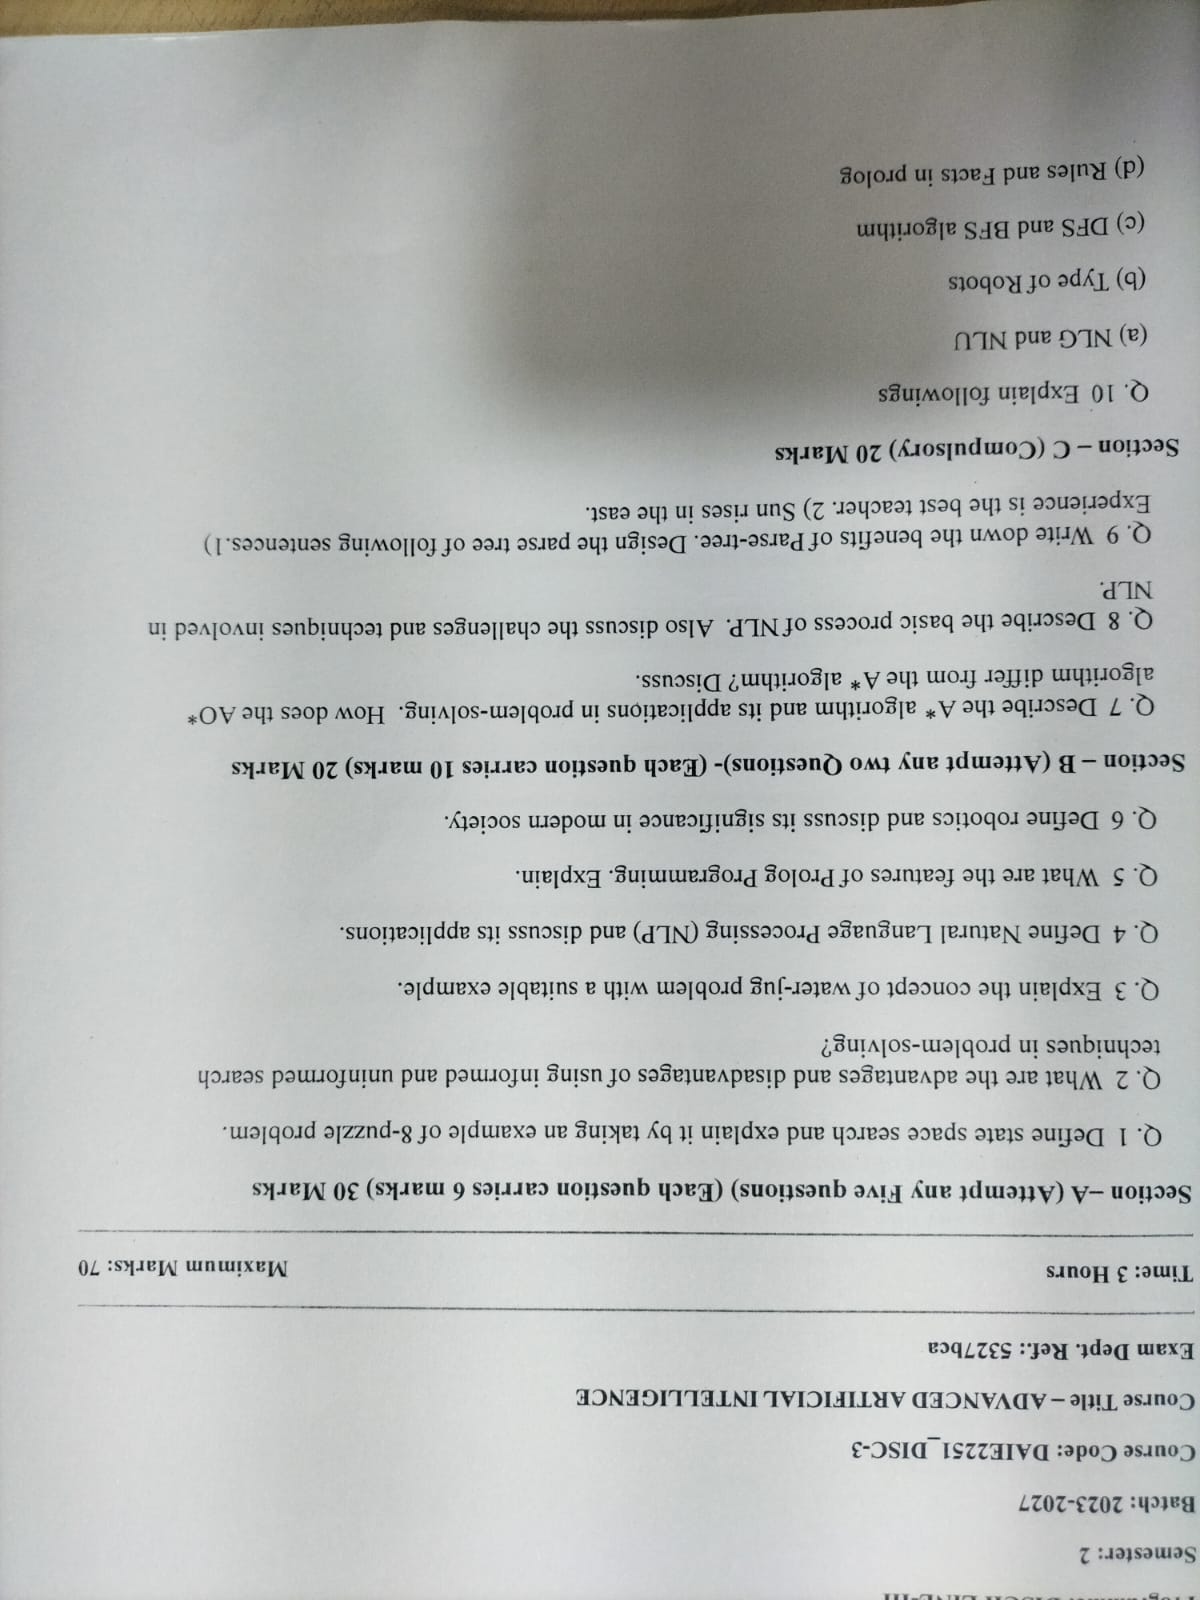 Semester: 2
Batch: 2023-2027
Course Code: DAIE2251_DISC-3
Course Title – ADVANCED ARTIFICIAL INTELLIGENCE
Exam Dept. Ref.: 5327bca
Time: 3 Hours
Maximum Marks: 70
Section –A (Attempt any Five questions) (Each question carries 6 marks) 30 Marks
Q. 1 Define state space search and explain it by taking an example of 8-puzzle problem.
Q. 2 What are the advantages and disadvantages of using informed and uninformed search
techniques in problem-solving?
Q. 3 Explain the concept of water-jug problem with a suitable example.
Q. 4 Define Natural Language Processing (NLP) and discuss its applications.
Q. 5 What are the features of Prolog Programming. Explain.
Q. 6 Define robotics and discuss its significance in modern society.
Section – B (Attempt any two Questions)- (Each question carries 10 marks) 20 Marks
Q. 7 Describe the A* algorithm and its applications in problem-solving. How does the AO*
algorithm differ from the A* algorithm? Discuss.
Q. 8 Describe the basic process of NLP. Also discuss the challenges and techniques involved in
NLP.
Q. 9 Write down the benefits of Parse-tree. Design the parse tree of following sentences.1)
Experience is the best teacher. 2) Sun rises in the east.
Section – C (Compulsory) 20 Marks
Q. 10 Explain followings
(a) NLG and NLU
(b) Type of Robots
(c) DFS and BFS algorithm
(d) Rules and Facts in prolog